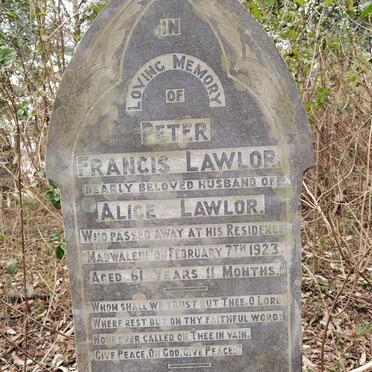 IN
LOVING MEMORY
OF
PETER
FRANCIS LAWLOR.
DEARLY BELOVED HUSBAND OF
ALICE LAWLOR.
WHO PASSED AWAY AT HIS RESIDENCE
"MADWALENI" ON FEBRUARY 7TH 1923.
AGED 61 YEARS 11 MONTHS.
"WHOM SHALL WE TRUST BUT THEE, O LORD
WHERE REST BUT ON THY FAITHFUL WORD:
NONE EVER CALLED ON THEE IN VAIN.
GIVE PEACE, OH GOD, GIVE PEACE."